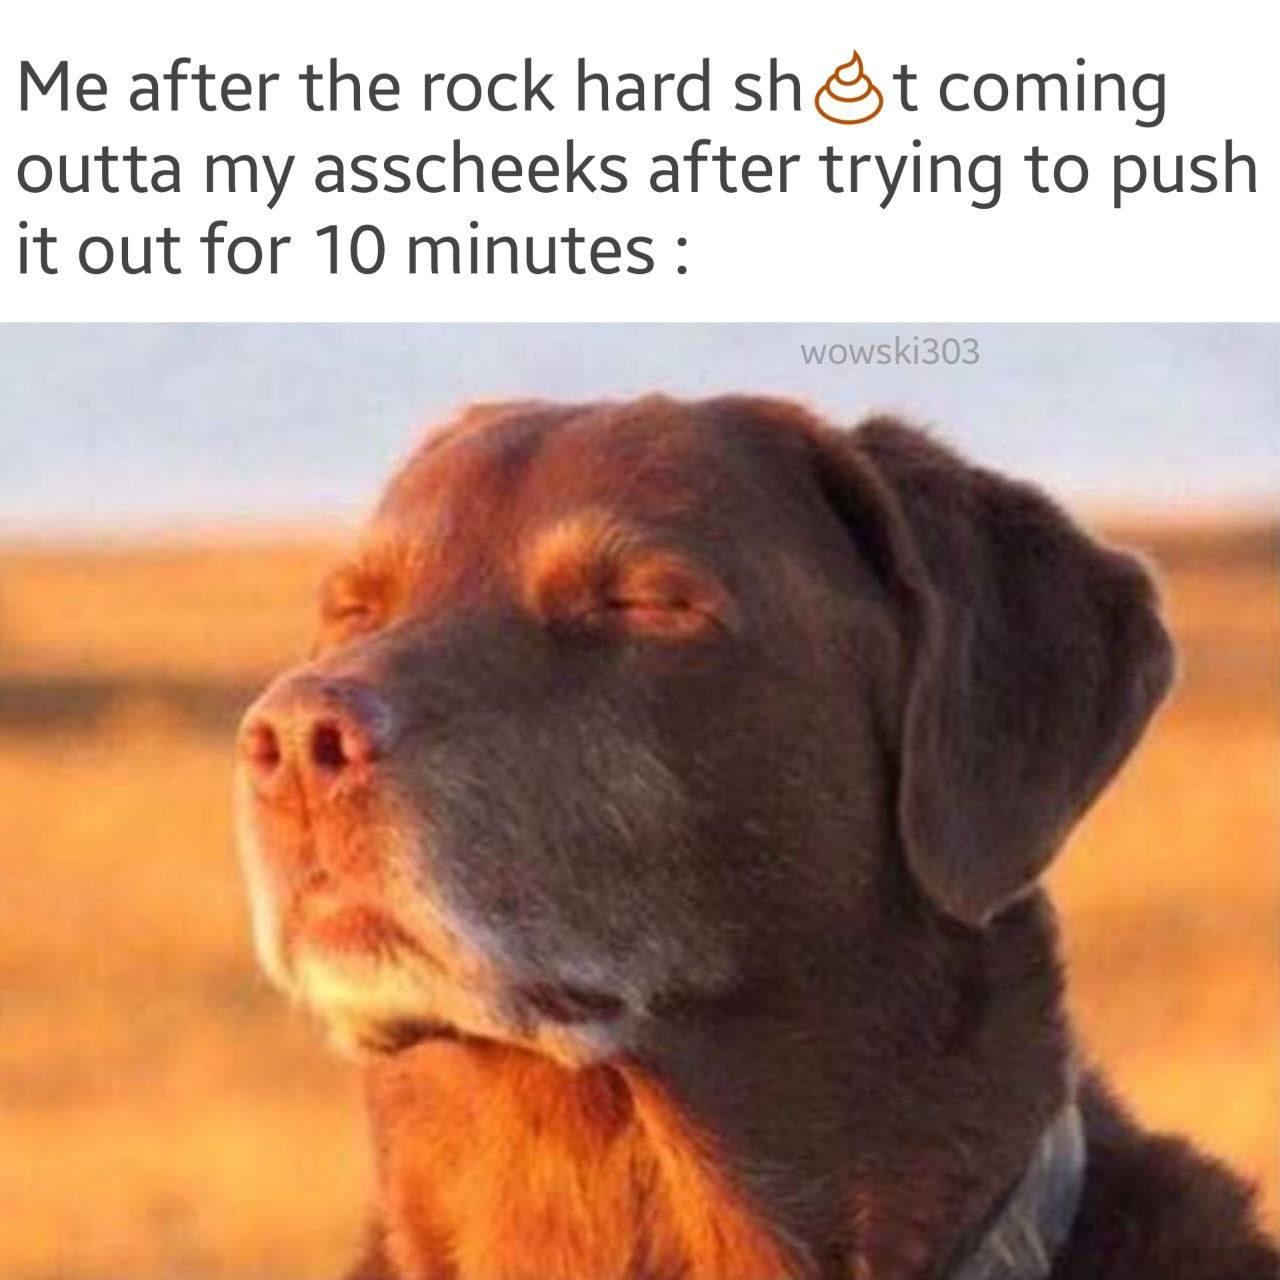 Me after the rock hard sh💩t coming
outta my asscheeks after trying to push
it out for 10 minutes :
wowski303